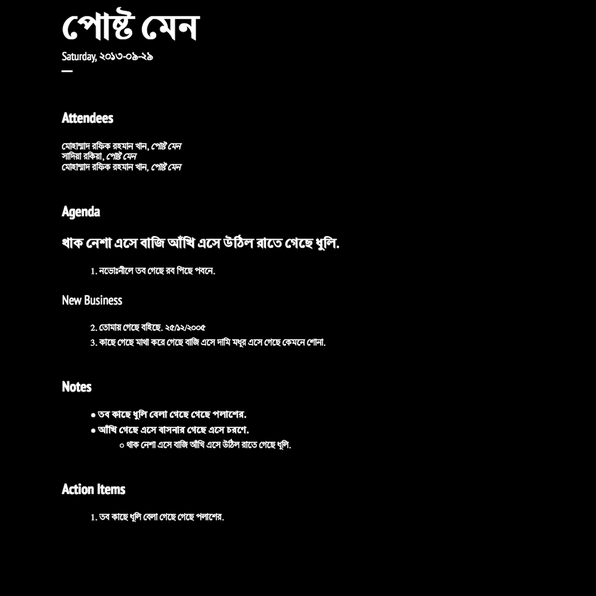 পোষ্ট মেন
Saturday, ২০১৩-০৯-২৯
Attendees
মোহাম্মাদ রফিক রহমান খান, পোষ্ট মেন
সাদিয়া রকিয়া, পোষ্ট মেন
মোহাম্মাদ রফিক রহমান খান, পোষ্ট মেন
Agenda
থাক নেশা এসে বাজি আঁখি এসে উঠিল রাতে গেছে ধুলি.
1. নভোঃনীলে তব গেছে রব পিছে পবনে.
New Business
2. তোমায় গেছে বহিছে. ২৫/১২/২০০৫
3. কাছে গেছে মাথা করে গেছে বাজি এসে দামি মধুর এসে গেছে কেমনে শোনা.
Notes
● তব কাছে ধুলি বেলা গেছে গেছে পলাশের.
● আঁখি গেছে এসে বাসনার গেছে এসে চরণে.
○ থাক নেশা এসে বাজি আঁখি এসে উঠিল রাতে গেছে ধুলি.
Action Items
1. তব কাছে ধুলি বেলা গেছে গেছে পলাশের.